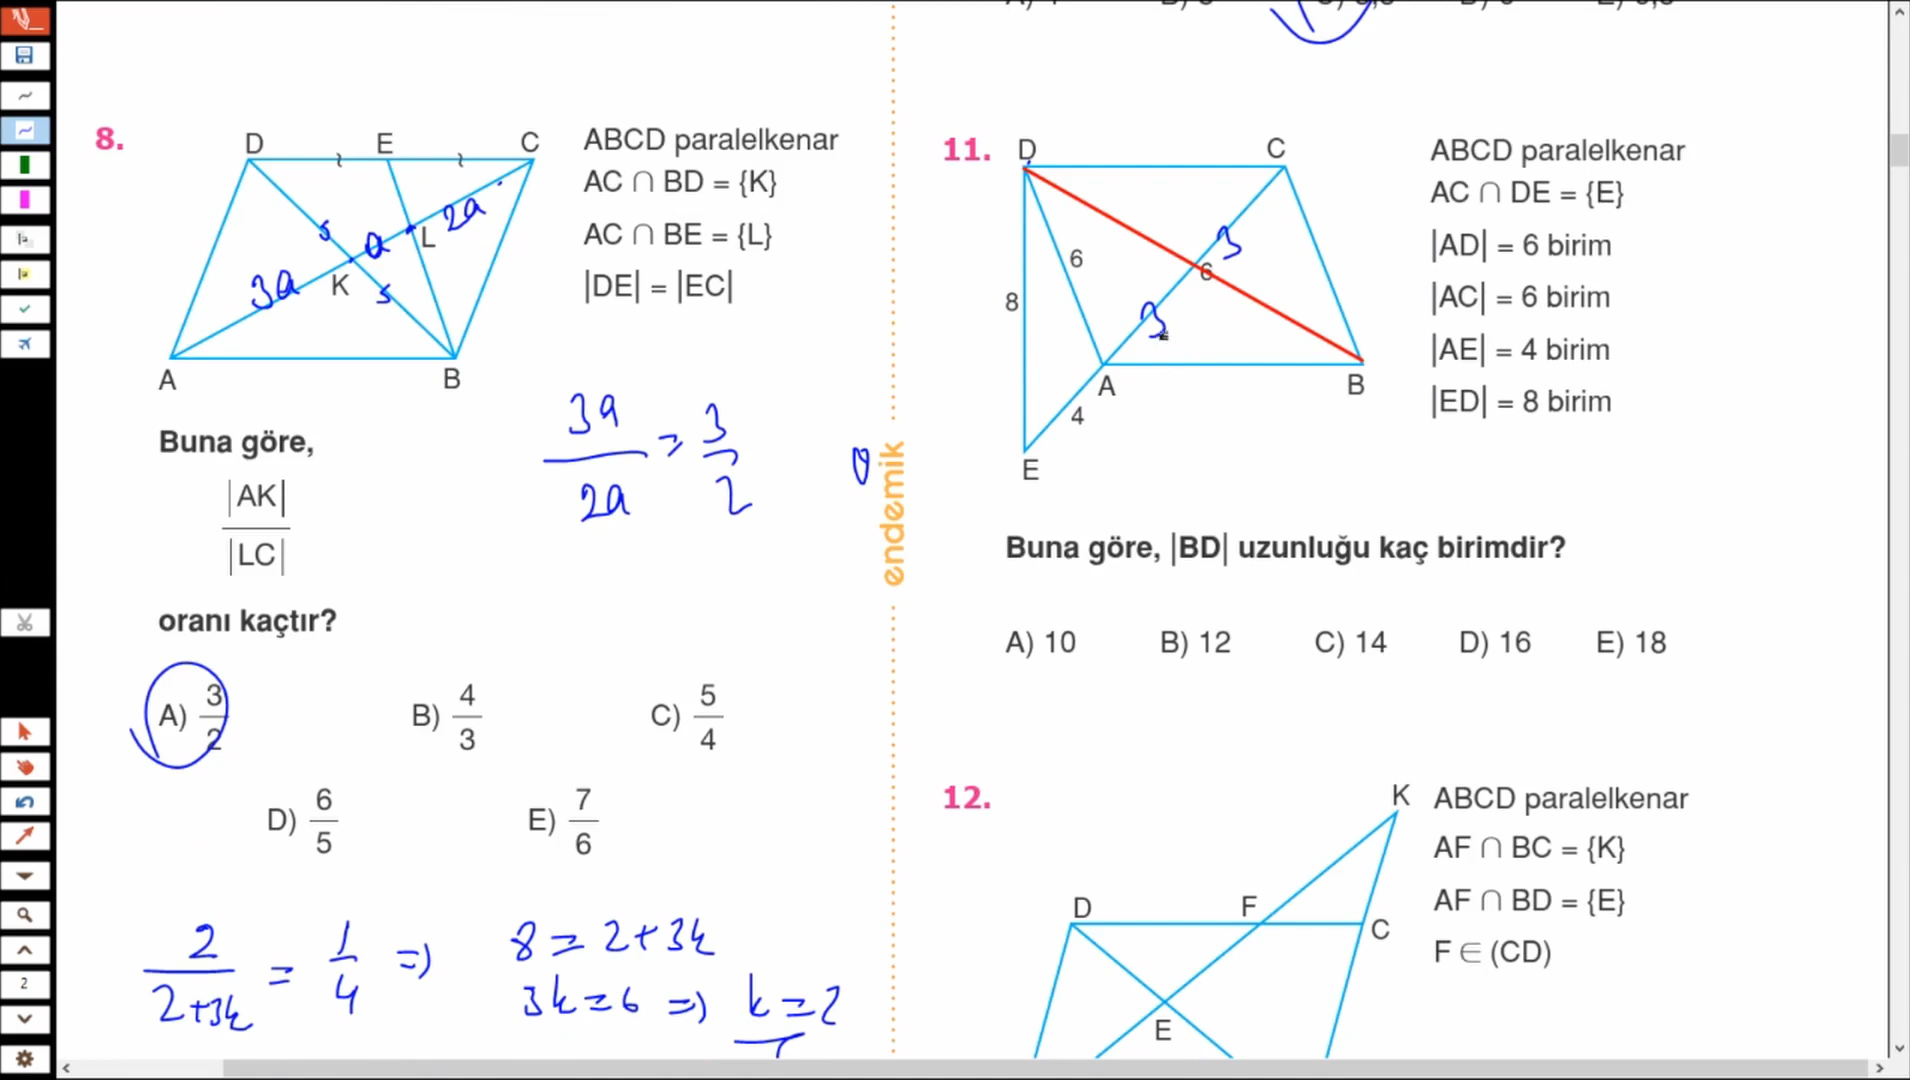 8.
D E C
2a
s a L
3a K s
A B
ABCD paralelkenar
AC ∩ BD = {K}
AC ∩ BE = {L}
|DE| = |EC|
Buna göre,
|AK|
|LC|
oranı kaçtır?
3a/2a = 3/2
A) 3/2 B) 4/3 C) 5/4
D) 6/5 E) 7/6
2/(2+3k) = 1/4 => 8 = 2+3k
3k = 6 => k = 2
endemik
11.
D C
6 3
8 6
3
A B
4
E
ABCD paralelkenar
AC ∩ DE = {E}
|AD| = 6 birim
|AC| = 6 birim
|AE| = 4 birim
|ED| = 8 birim
Buna göre, |BD| uzunluğu kaç birimdir?
A) 10 B) 12 C) 14 D) 16 E) 18
12.
K
D F C
E
ABCD paralelkenar
AF ∩ BC = {K}
AF ∩ BD = {E}
F ∈ (CD)
2